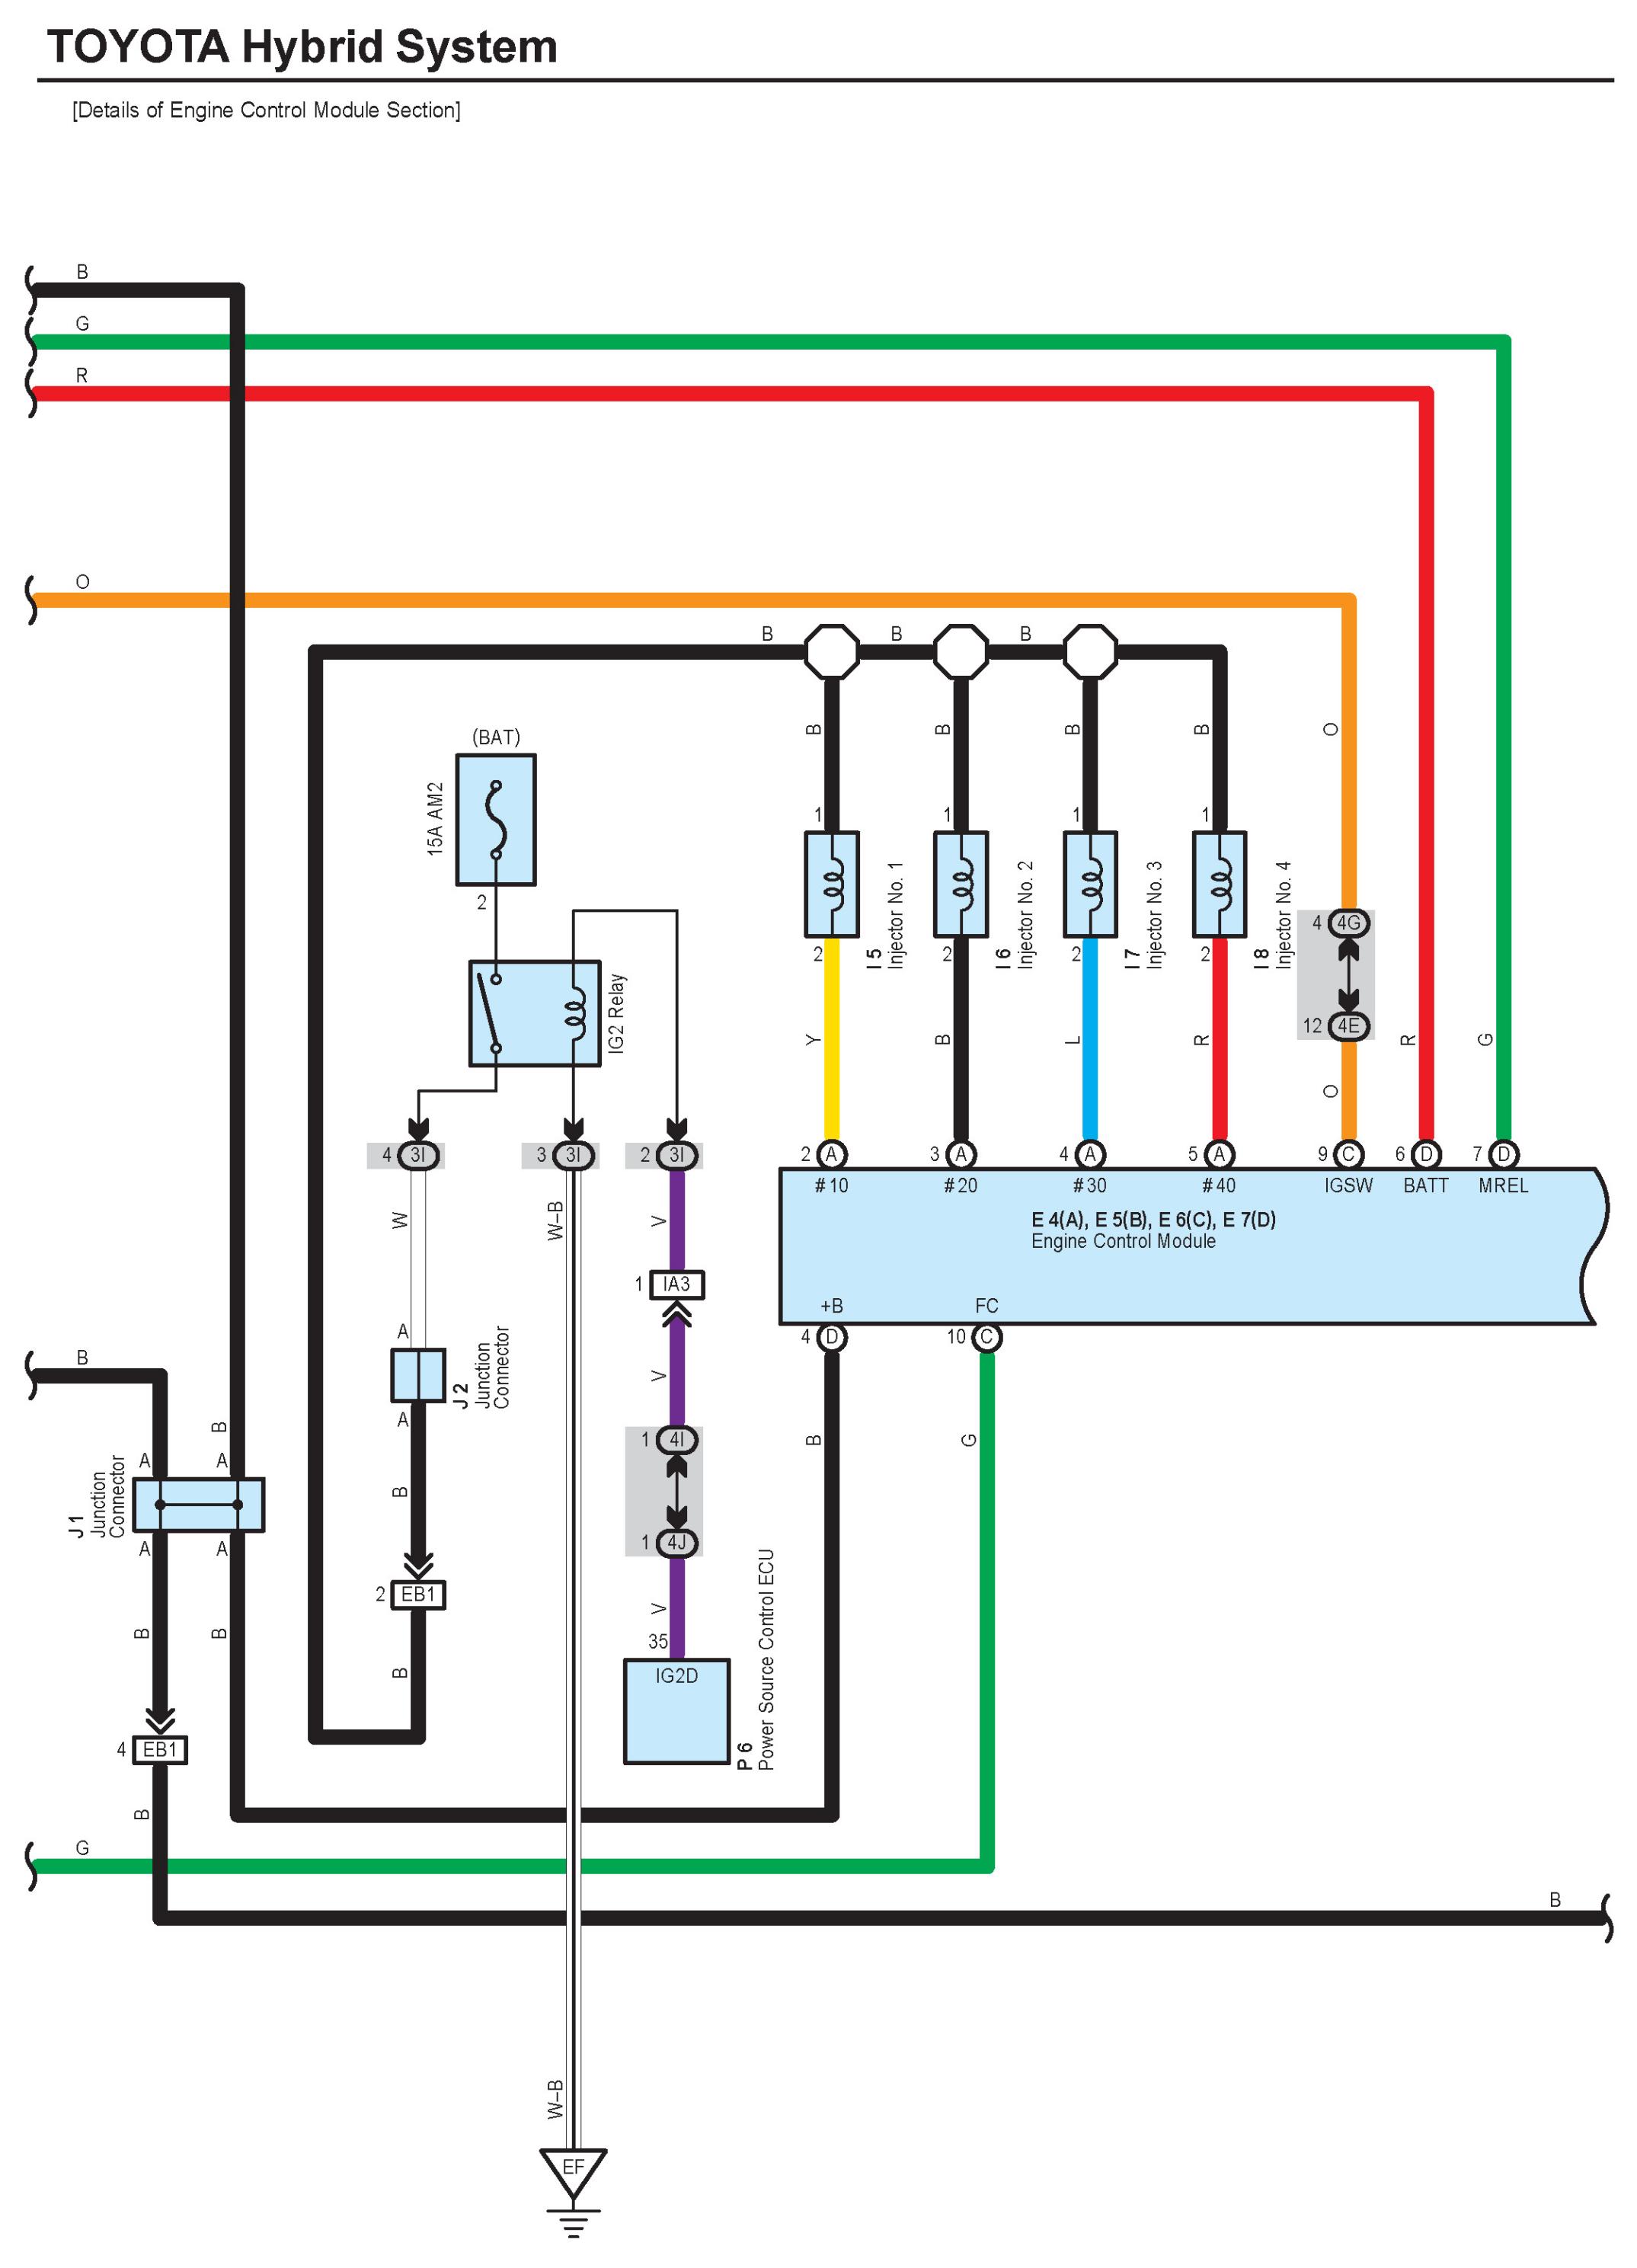 TOYOTA Hybrid System
[Details of Engine Control Module Section]
B
G
R
O
B
B
B
B
B
B
B
O
(BAT)
15A AM2
2
1
1
1
1
I 5
Injector No. 1
I 6
Injector No. 2
I 7
Injector No. 3
I 8
Injector No. 4
4
4G
2
2
2
2
IG2 Relay
12
4E
Y
B
L
R
O
R
G
4
3I
3
3I
2
3I
2
A
3
A
4
A
5
A
9
C
6
D
7
D
#10
#20
#30
#40
IGSW
BATT
MREL
W
W–B
V
E 4(A), E 5(B), E 6(C), E 7(D)
Engine Control Module
1
IA3
+B
FC
4
D
10
C
A
J 2
Junction
Connector
B
V
A
B
1
4I
B
G
A
A
J 1
Junction
Connector
B
A
A
1
4J
2
EB1
B
B
V
35
B
IG2D
P 6
Power Source Control ECU
4
EB1
B
G
B
W–B
EF